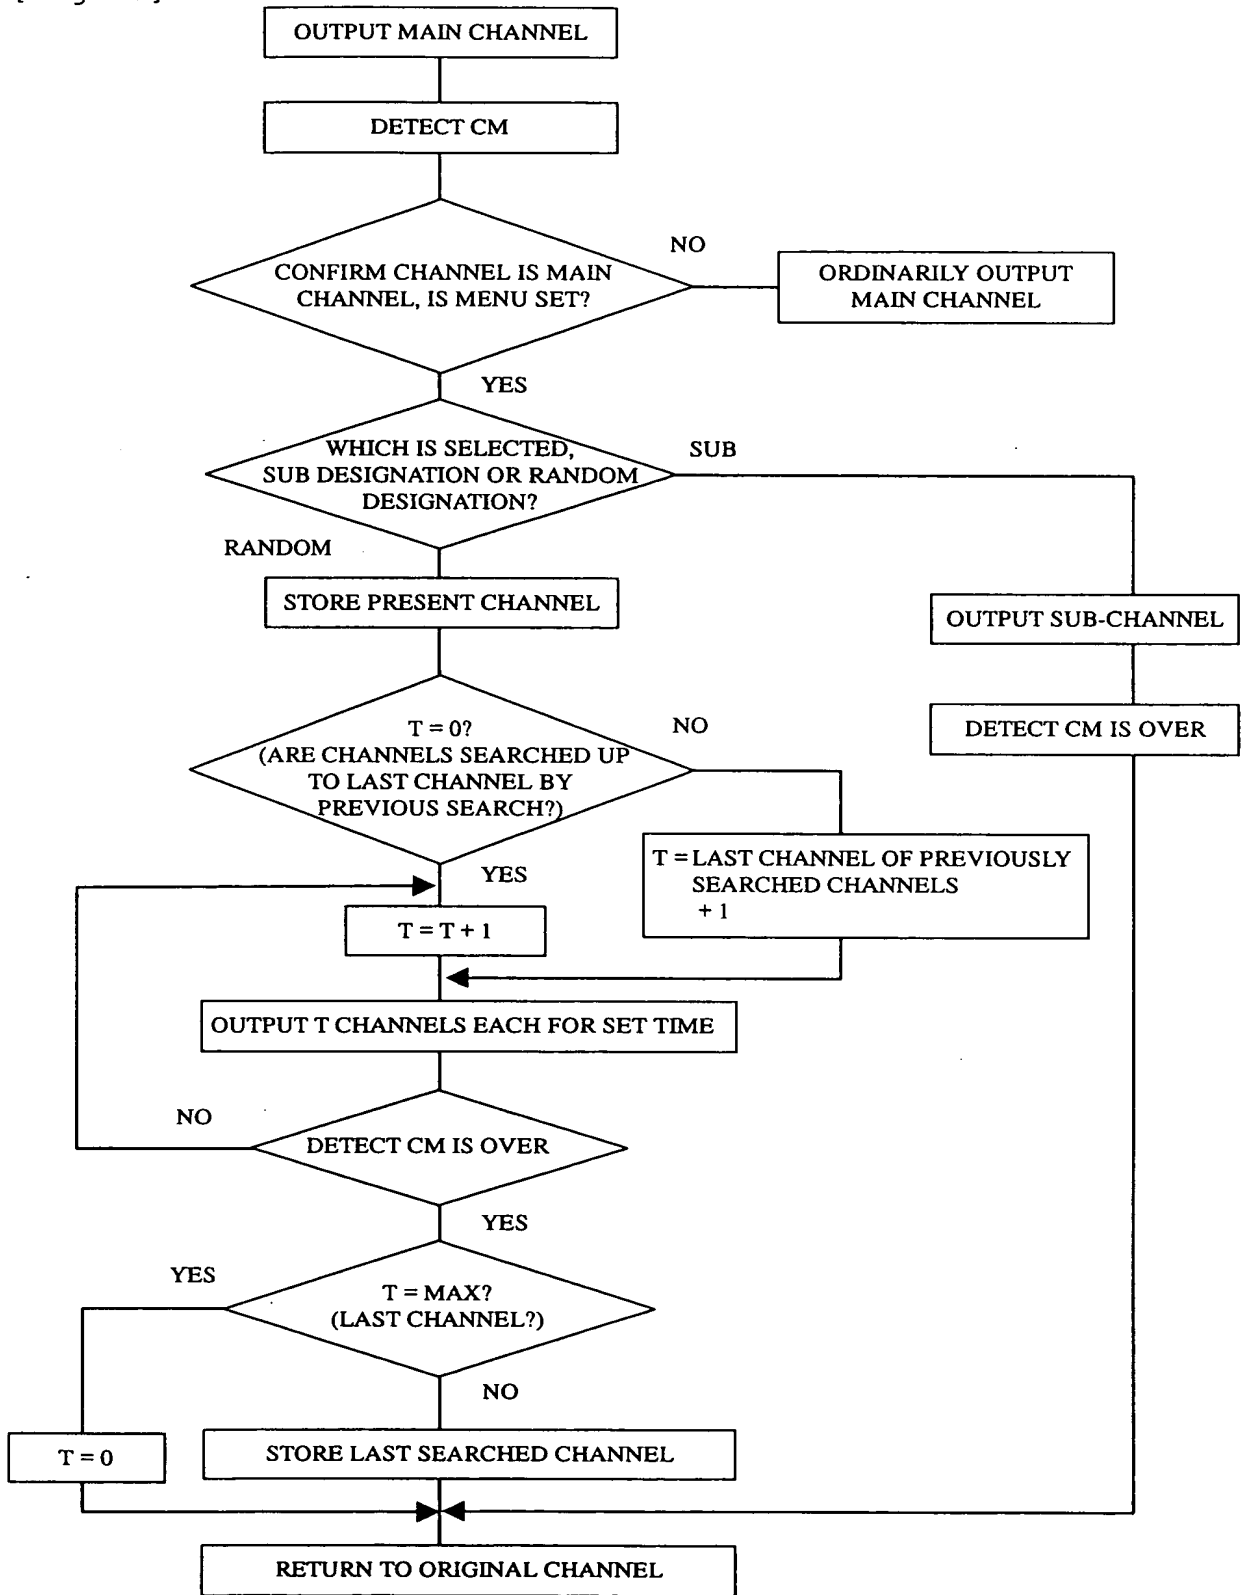 OUTPUT MAIN CHANNEL
DETECT CM
CONFIRM CHANNEL IS MAIN
CHANNEL, IS MENU SET?
NO
ORDINARILY OUTPUT
MAIN CHANNEL
YES
WHICH IS SELECTED,
SUB DESIGNATION OR RANDOM
DESIGNATION?
SUB
RANDOM
STORE PRESENT CHANNEL
OUTPUT SUB-CHANNEL
DETECT CM IS OVER
T = 0?
(ARE CHANNELS SEARCHED UP
TO LAST CHANNEL BY
PREVIOUS SEARCH?)
NO
T = LAST CHANNEL OF PREVIOUSLY
SEARCHED CHANNELS
+ 1
YES
T = T + 1
OUTPUT T CHANNELS EACH FOR SET TIME
NO
DETECT CM IS OVER
YES
YES
T = MAX?
(LAST CHANNEL?)
NO
T = 0
STORE LAST SEARCHED CHANNEL
RETURN TO ORIGINAL CHANNEL